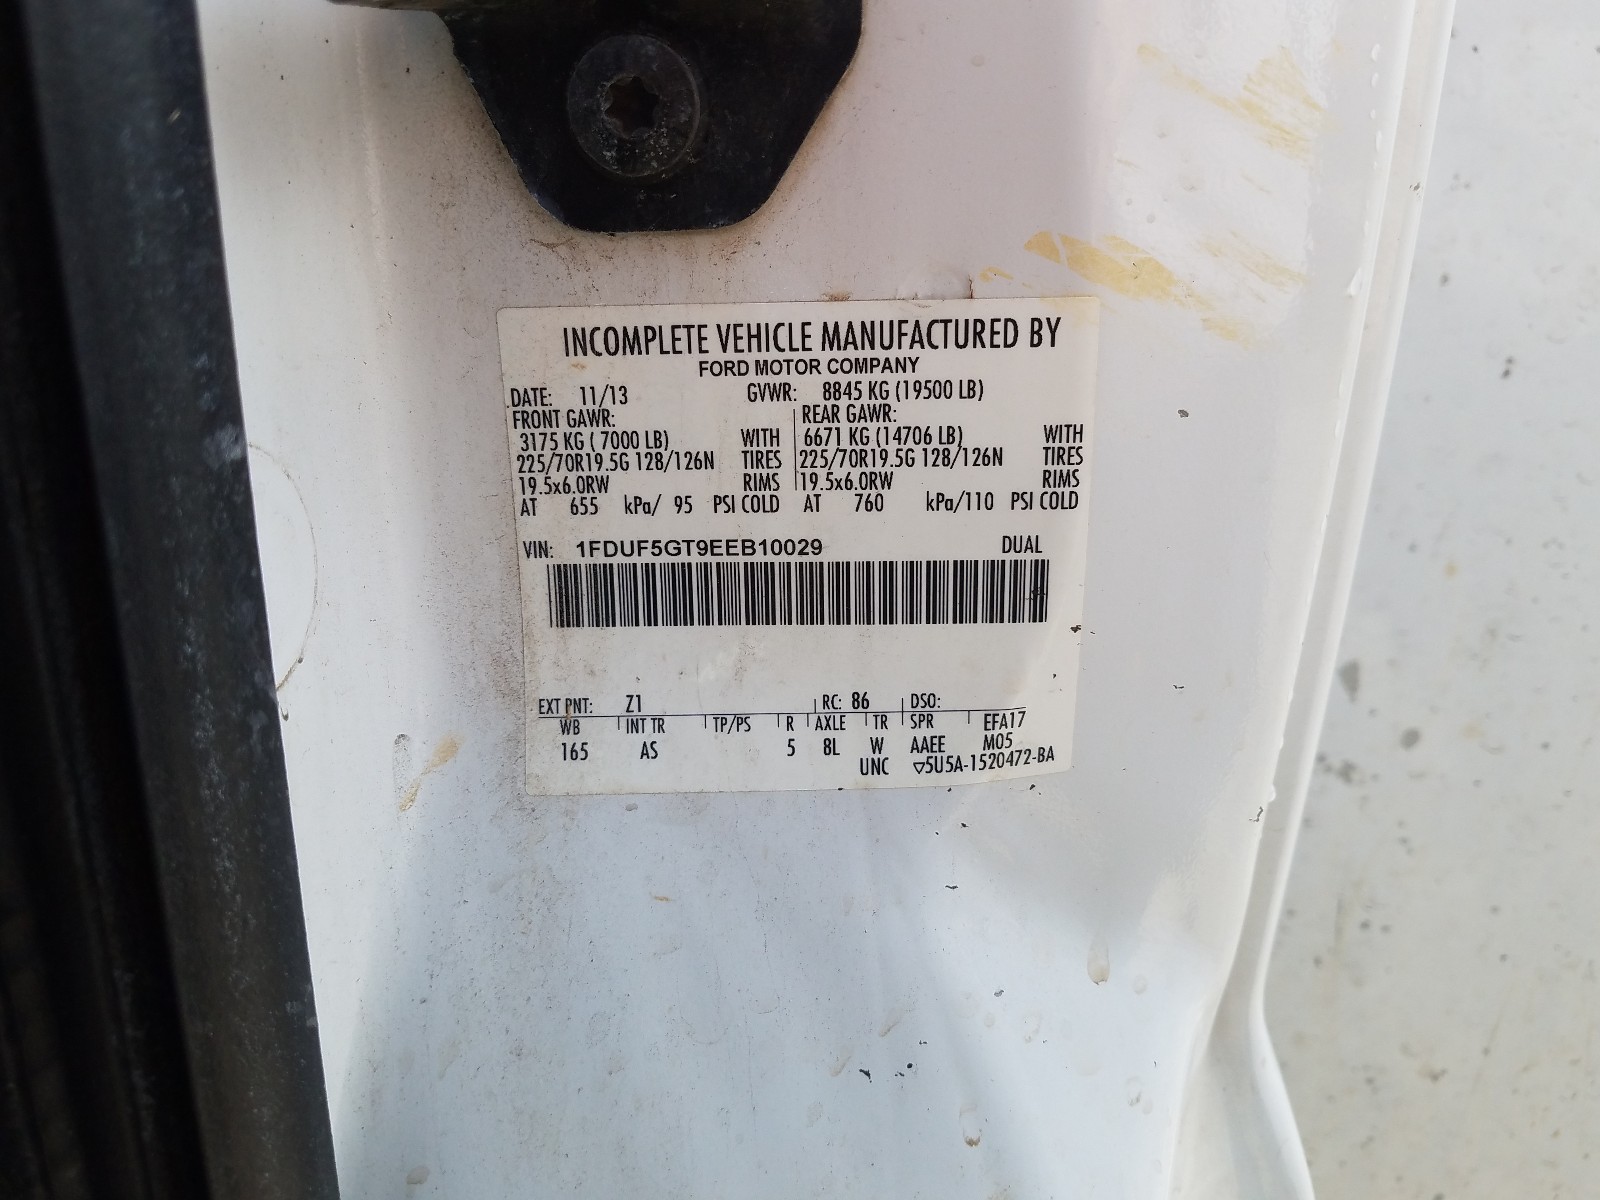 INCOMPLETE VEHICLE MANUFACTURED BY
FORD MOTOR COMPANY
DATE: 11/13 GVWR: 8845 KG (19500 LB)
FRONT GAWR: REAR GAWR:
3175 KG ( 7000 LB) WITH 6671 KG (14706 LB) WITH
225/70R19.5G 128/126N TIRES 225/70R19.5G 128/126N TIRES
19.5x6.0RW RIMS 19.5x6.0RW RIMS
AT 655 kPa/ 95 PSI COLD AT 760 kPa/110 PSI COLD
VIN: 1FDUF5GT9EEB10029 DUAL
EXT PNT: Z1 RC: 86 DSO:
WB INT TR TP/PS R AXLE TR SPR EFA17
165 AS 5 8L W AAEE M05
UNC ▽5U5A-1520472-BA